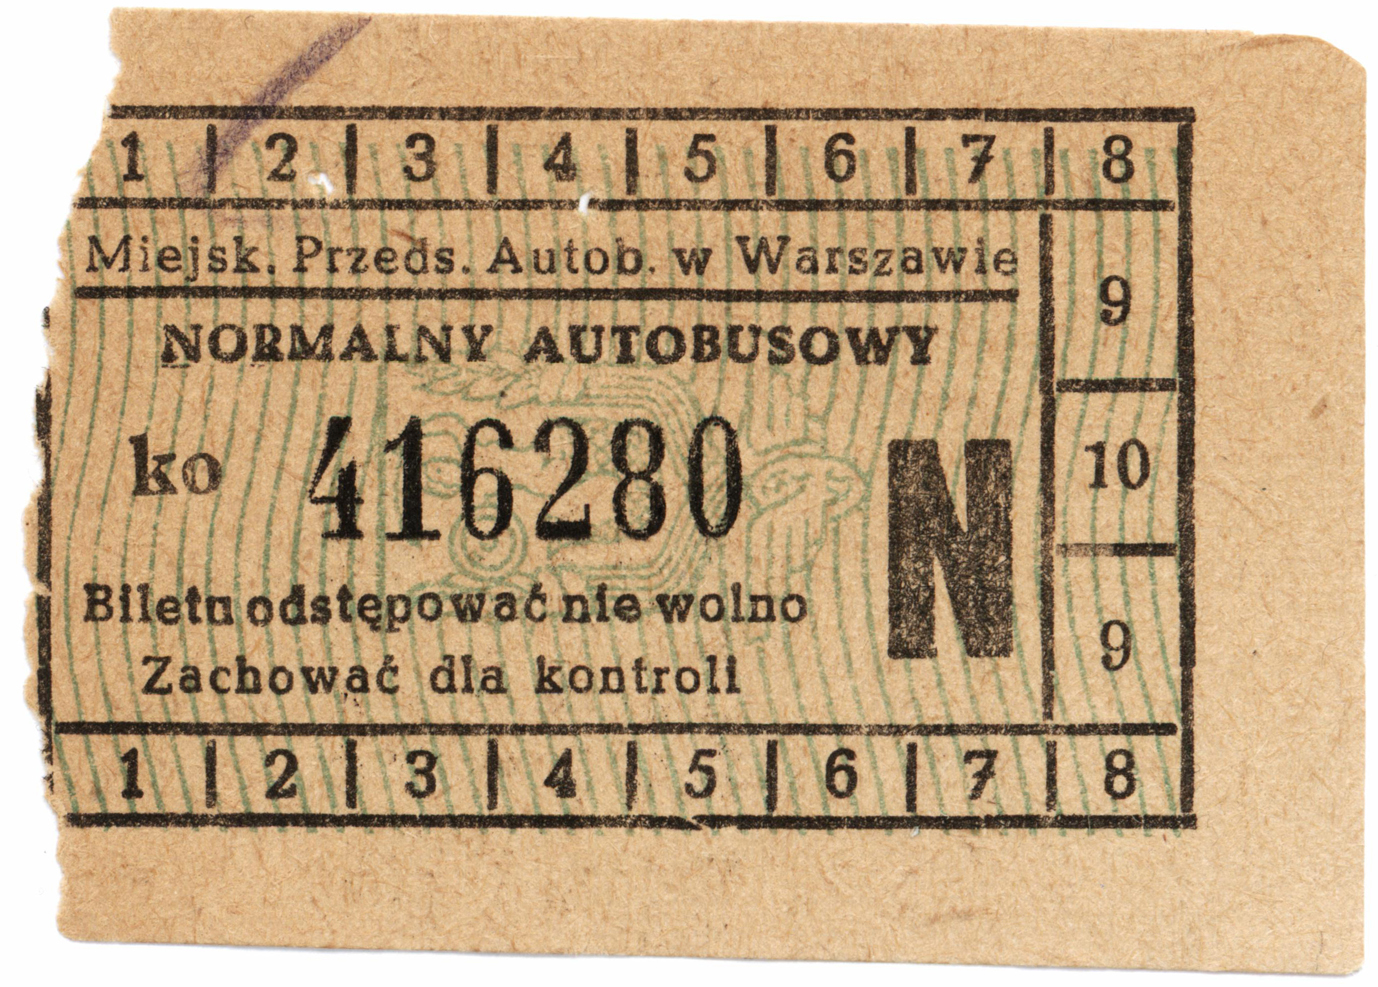 1 | 2 | 3 | 4 | 5 | 6 | 7 | 8
Miejsk. Przeds. Autob. w Warszawie
9
NORMALNY AUTOBUSOWY
ko 416280
N
10
Biletu odstępować nie wolno
9
Zachować dla kontroli
1 | 2 | 3 | 4 | 5 | 6 | 7 | 8